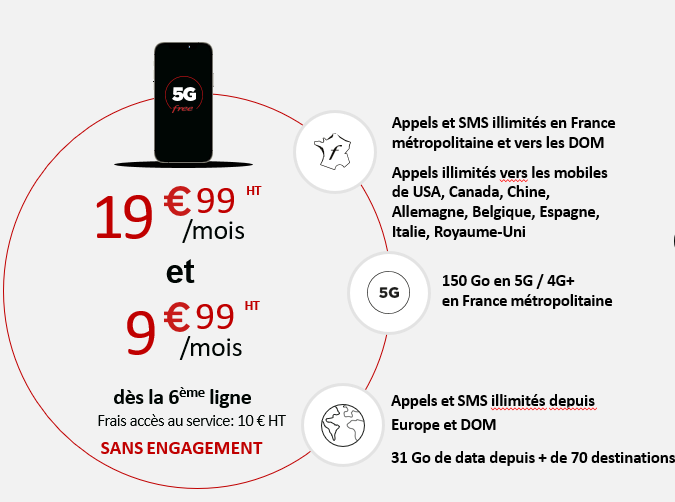 5G
free
19 €99 HT
/mois
et
9 €99 HT
/mois
dès la 6ème ligne
Frais accès au service: 10 € HT
SANS ENGAGEMENT
f
Appels et SMS illimités en France
métropolitaine et vers les DOM
Appels illimités vers les mobiles
de USA, Canada, Chine,
Allemagne, Belgique, Espagne,
Italie, Royaume-Uni
5G
150 Go en 5G / 4G+
en France métropolitaine
Appels et SMS illimités depuis
Europe et DOM
31 Go de data depuis + de 70 destinations